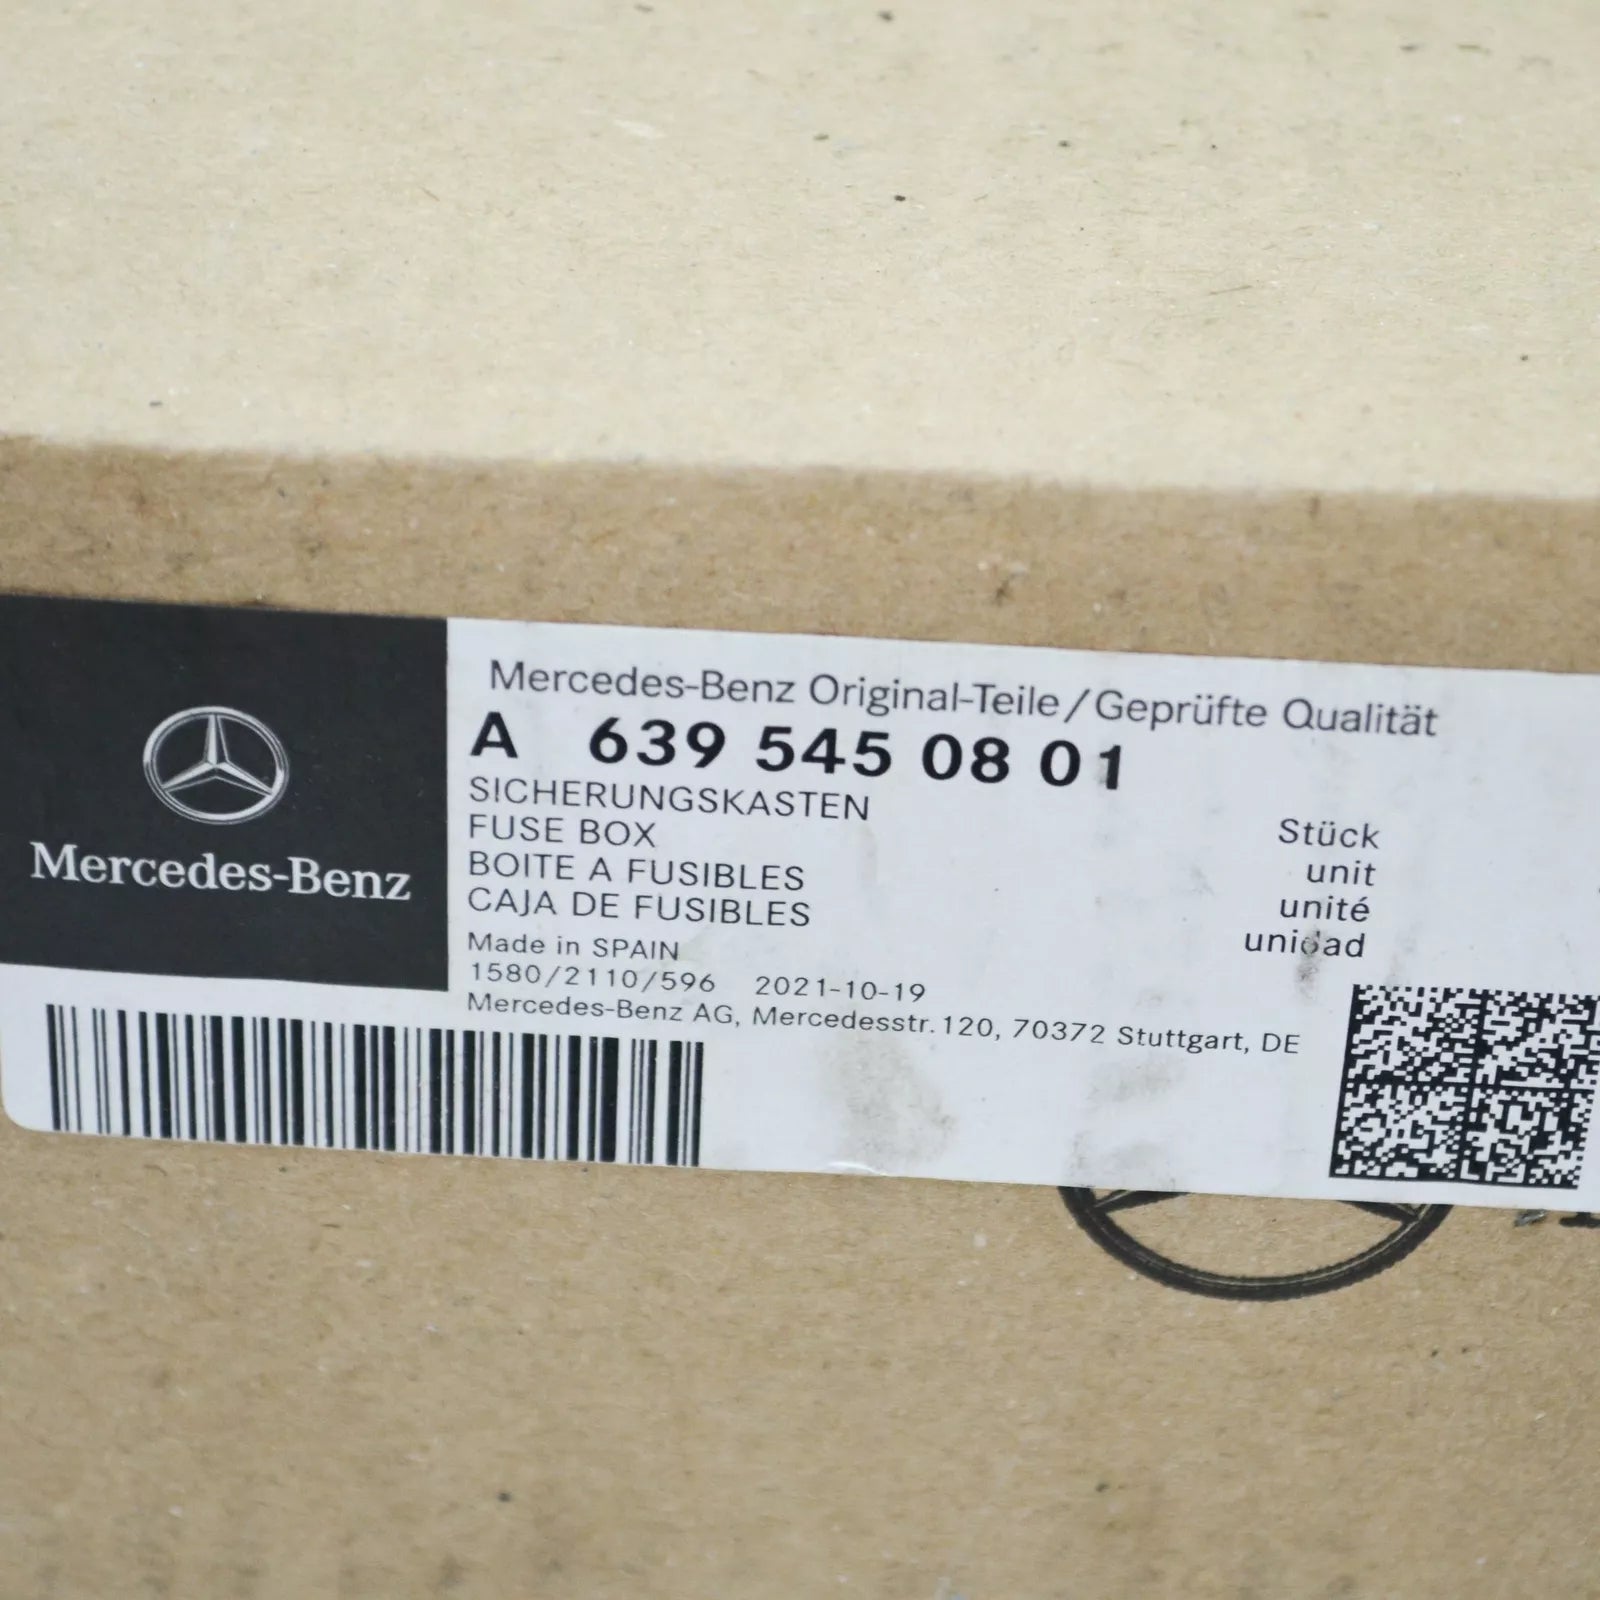 Mercedes-Benz
Mercedes-Benz Original-Teile/Geprüfte Qualität
A 639 545 08 01
SICHERUNGSKASTEN
FUSE BOX
BOITE A FUSIBLES
CAJA DE FUSIBLES
Stück
unit
unité
unidad
Made in SPAIN
1580/2110/596 2021-10-19
Mercedes-Benz AG, Mercedesstr.120, 70372 Stuttgart, DE